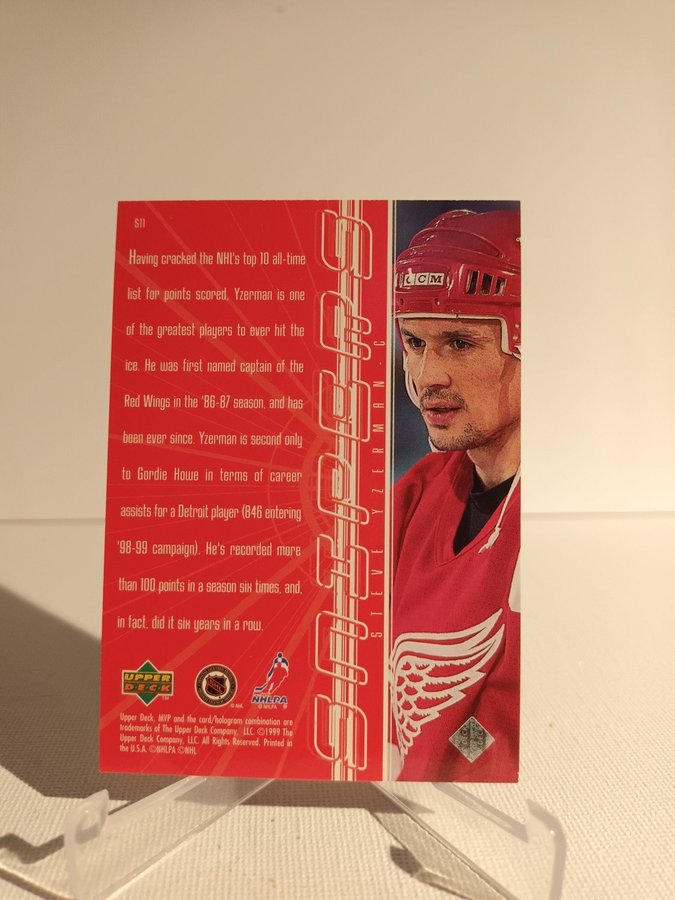 S11
Having cracked the NHL's top 10 all-time
list for points scored, Yzerman is one
of the greatest players to ever hit the
ice. He was first named captain of the
Red Wings in the '86-87 season, and has
been ever since. Yzerman is second only
to Gordie Howe in terms of career
assists for a Detroit player (846 entering
'98-99 campaign). He's recorded more
than 100 points in a season six times, and,
in fact, did it six years in a row.
SNIPERS
STEVE YZERMAN · C
CCM
UPPER
DECK
TM
NHL
© NHL
NHLPA
© NHLPA
®
Upper Deck, MVP and the card/hologram combination are
trademarks of The Upper Deck Company, LLC. ©1999 The
Upper Deck Company, LLC. All Rights Reserved. Printed in
the U.S.A. ©NHLPA ©NHL